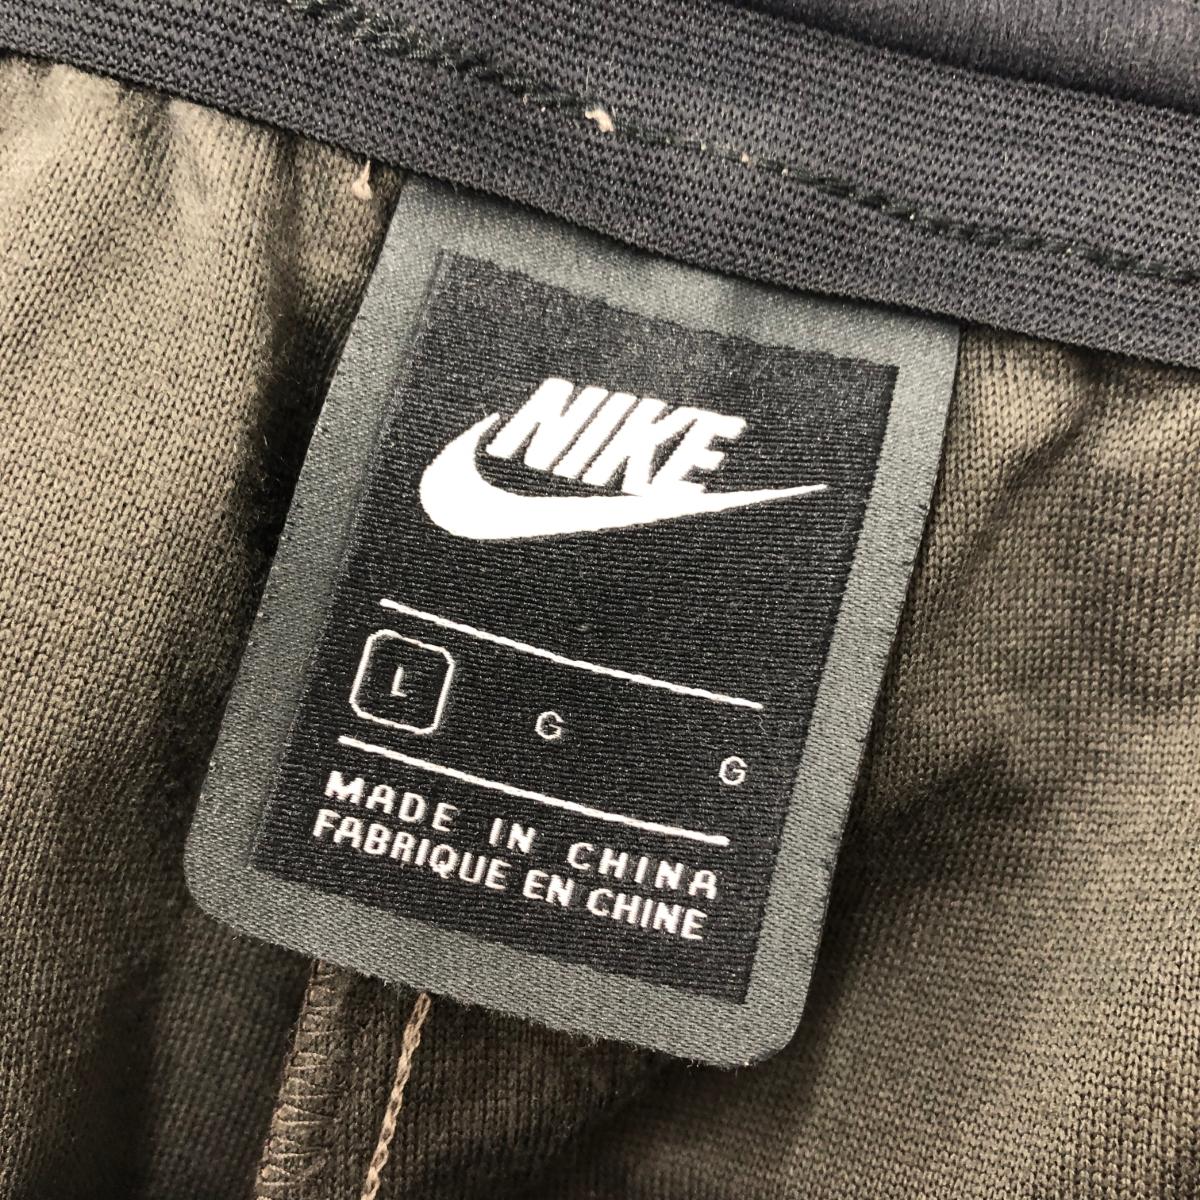 NIKE
L G G
MADE IN CHINA
FABRIQUE EN CHINE